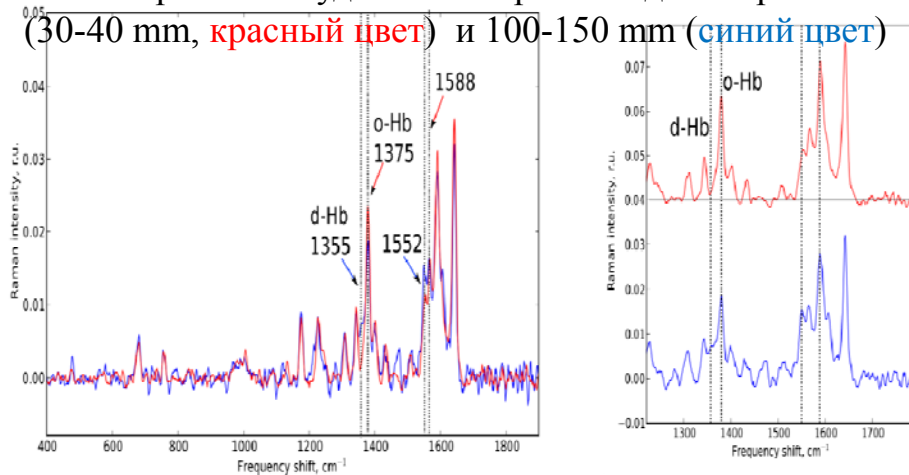 (30-40 mm, красный цвет) и 100-150 mm (синий цвет)
0.05
0.04
0.03
0.02
0.01
0.00
Raman intensity, r.u.
d-Hb
1355
o-Hb
1375
1552
1588
400 600 800 1000 1200 1400 1600 1800
Frequency shift, cm⁻¹
0.08
0.07
0.06
0.05
0.04
0.03
0.02
0.01
0.00
−0.01
Raman intensity, r.u.
d-Hb
o-Hb
1300 1400 1500 1600 1700
Frequency shift, cm⁻¹